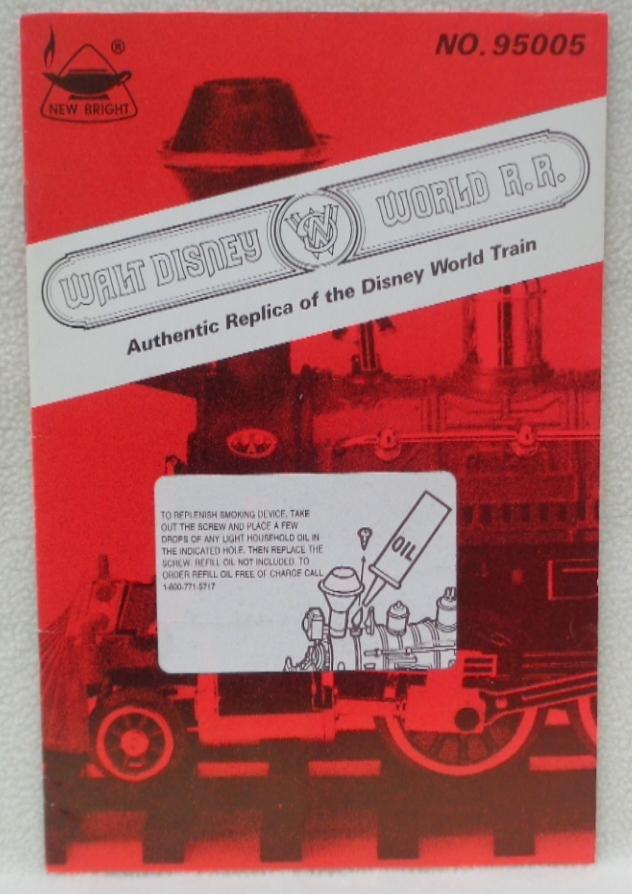 NO. 95005
®
NEW BRIGHT
WALT DISNEY WDW WORLD R.R.
Authentic Replica of the Disney World Train
TO REPLENISH SMOKING DEVICE, TAKE
OUT THE SCREW AND PLACE A FEW
DROPS OF ANY LIGHT HOUSEHOLD OIL IN
THE INDICATED HOLE. THEN REPLACE THE
SCREW. REFILL OIL NOT INCLUDED. TO
ORDER REFILL OIL FREE OF CHARGE CALL
1-800-771-5717
OIL